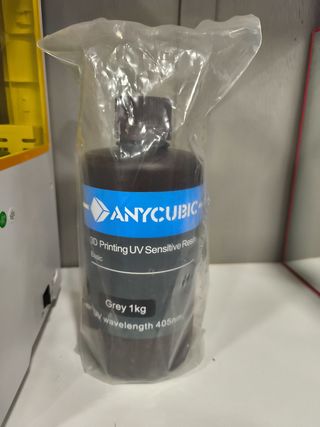 ANYCUBIC
3D Printing UV Sensitive Resin
Basic
Grey 1kg
UV wavelength 405nm